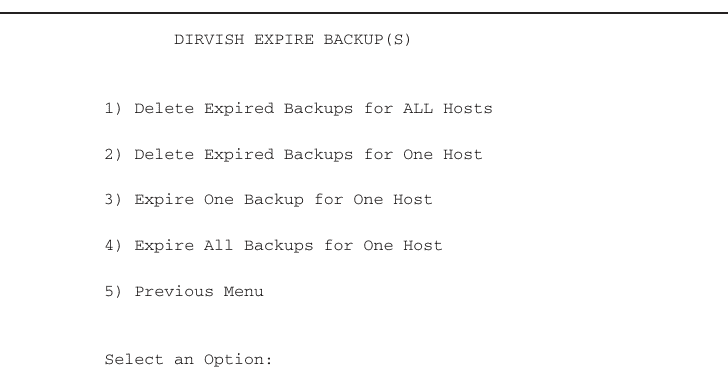 DIRVISH EXPIRE BACKUP(S)
1) Delete Expired Backups for ALL Hosts
2) Delete Expired Backups for One Host
3) Expire One Backup for One Host
4) Expire All Backups for One Host
5) Previous Menu
Select an Option: